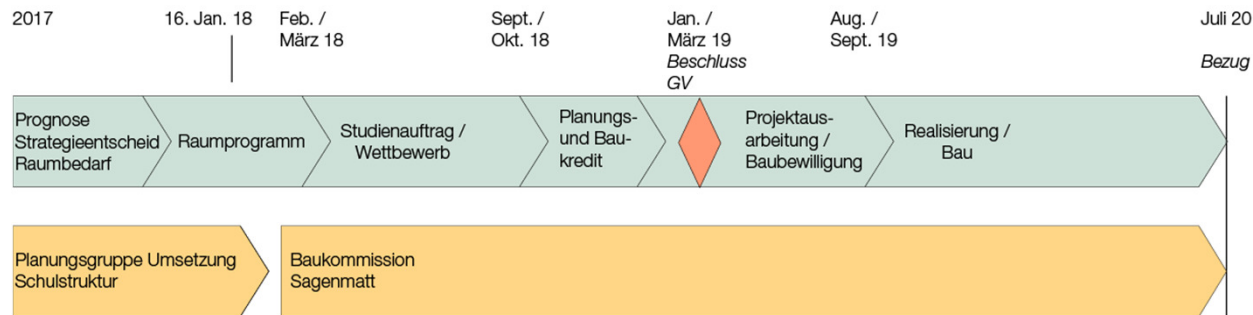 2017
16. Jan. 18
Feb. /
März 18
Sept. /
Okt. 18
Jan. /
März 19
Beschluss
GV
Aug. /
Sept. 19
Juli 20
Bezug
Prognose
Strategieentscheid
Raumbedarf
Raumprogramm
Studienauftrag /
Wettbewerb
Planungs-
und Bau-
kredit
Projektaus-
arbeitung /
Baubewilligung
Realisierung /
Bau
Planungsgruppe Umsetzung
Schulstruktur
Baukommission
Sagenmatt